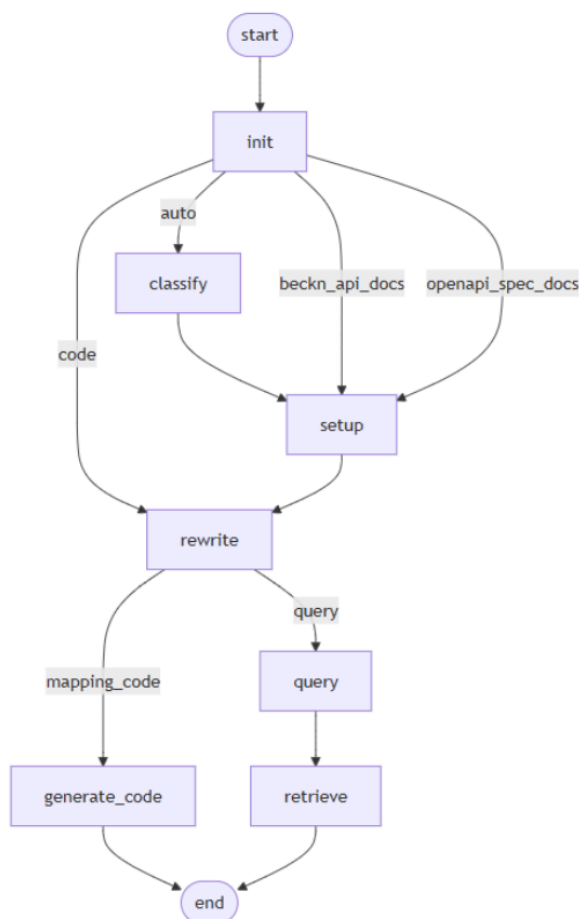 start
init
auto
classify
beckn_api_docs
openapi_spec_docs
code
setup
rewrite
query
mapping_code
query
generate_code
retrieve
end